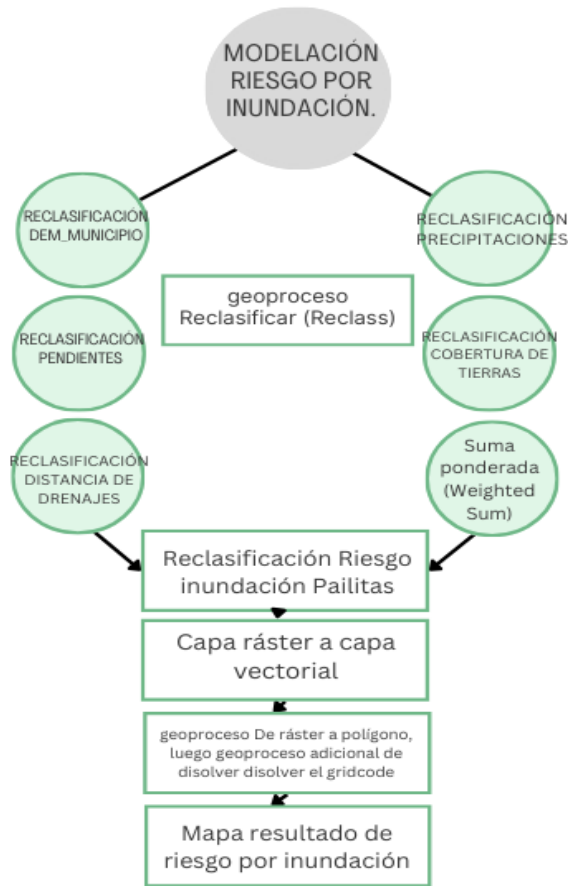 MODELACIÓN
RIESGO POR
INUNDACIÓN.
RECLASIFICACIÓN
DEM_MUNICIPIO
RECLASIFICACIÓN
PRECIPITACIONES
geoproceso
Reclasificar (Reclass)
RECLASIFICACIÓN
PENDIENTES
RECLASIFICACIÓN
COBERTURA DE
TIERRAS
RECLASIFICACIÓN
DISTANCIA DE
DRENAJES
Suma
ponderada
(Weighted
Sum)
Reclasificación Riesgo
inundación Pailitas
Capa ráster a capa
vectorial
geoproceso De ráster a polígono,
luego geoproceso adicional de
disolver disolver el gridcode
Mapa resultado de
riesgo por inundación